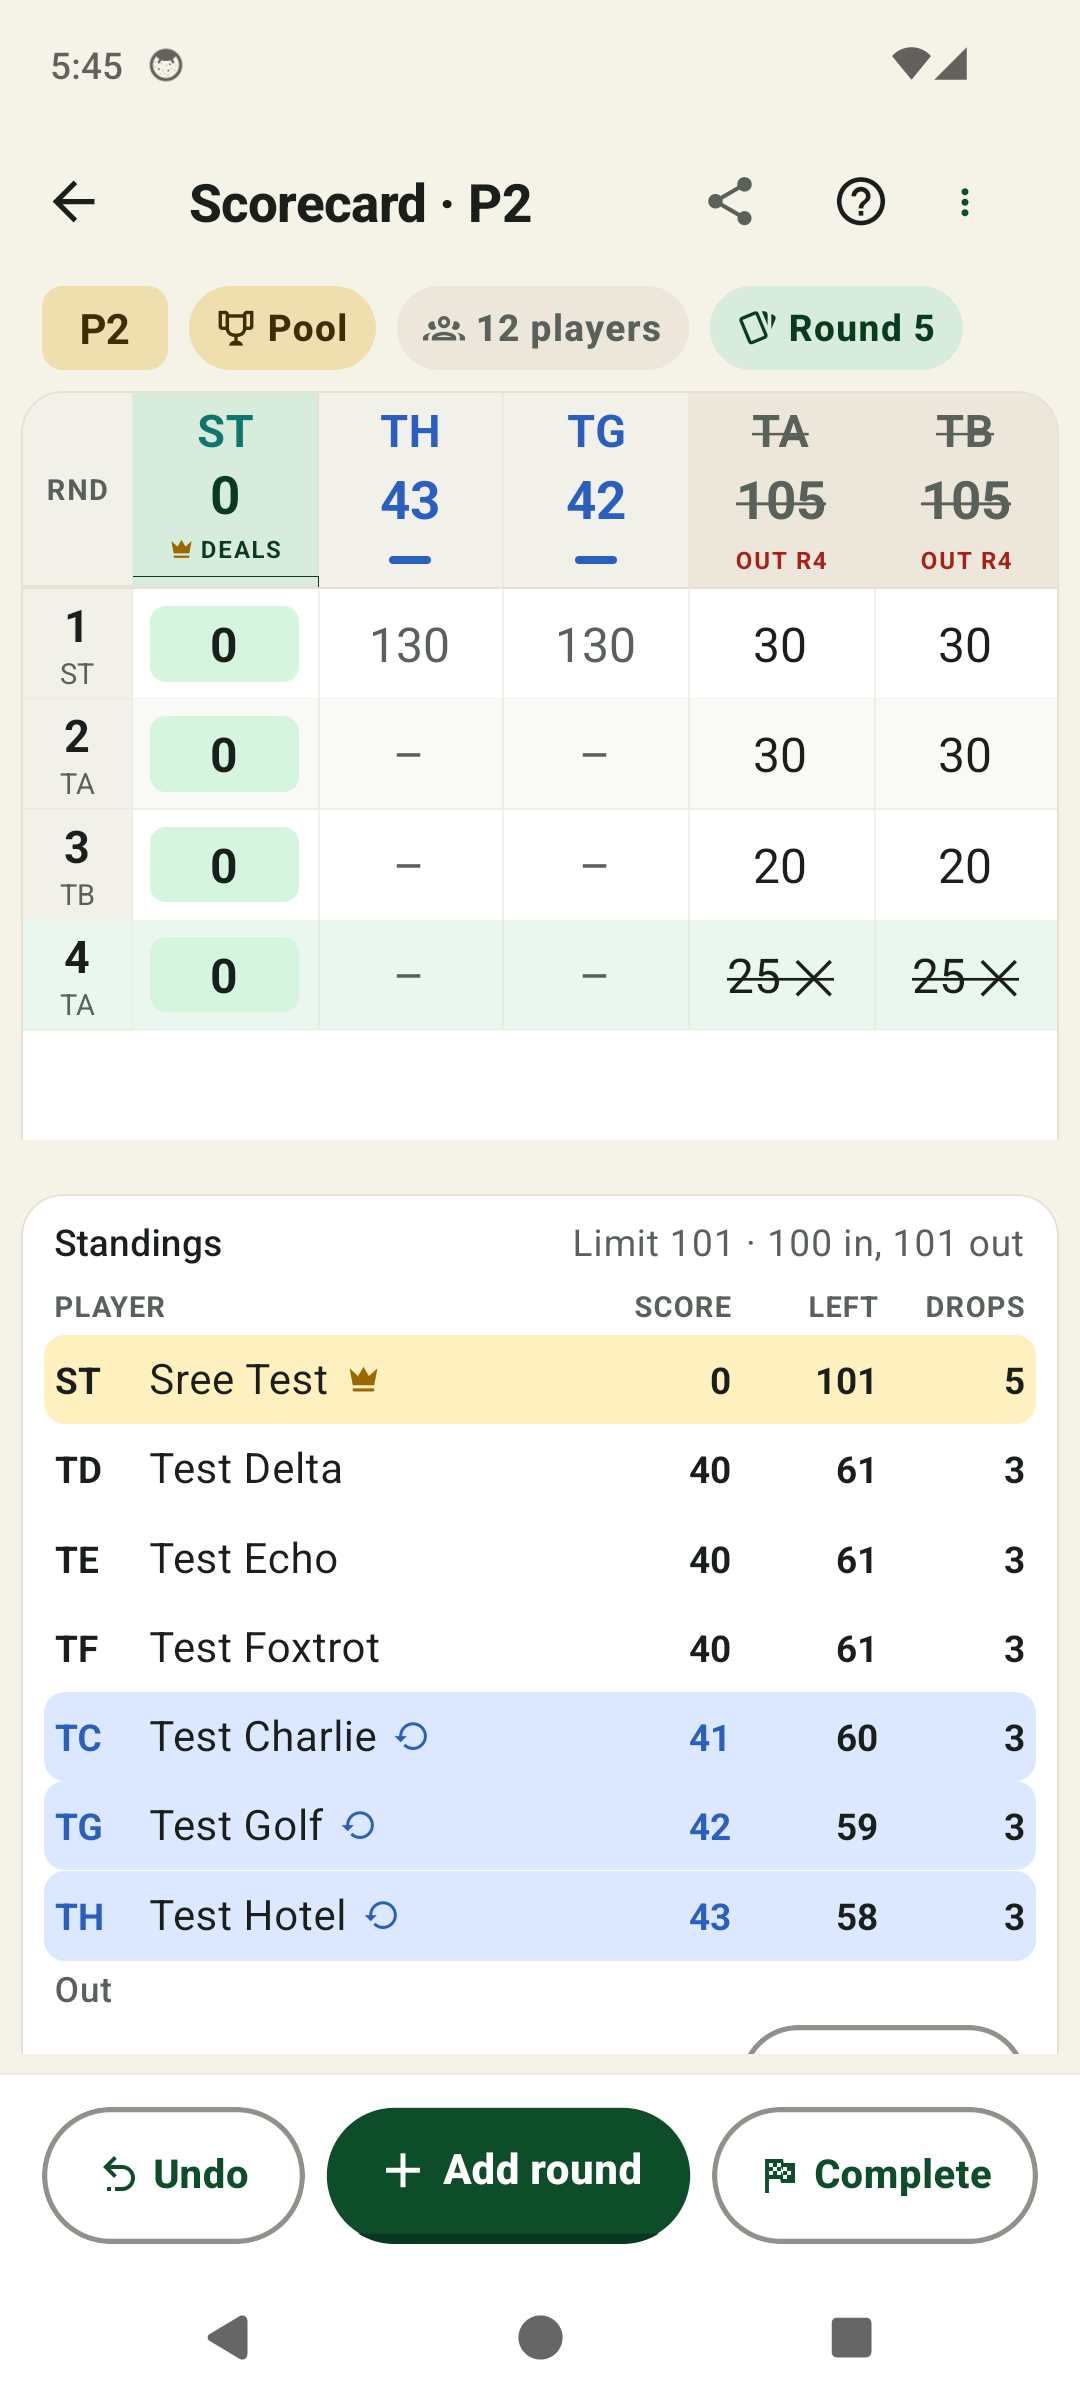 5:45
Scorecard · P2
P2 Pool 12 players Round 5
RND ST TH TG TA TB
0 43 42 105 105
DEALS OUT R4 OUT R4
1 0 130 130 30 30
ST
2 0 – – 30 30
TA
3 0 – – 20 20
TB
4 0 – – 25 ✕ 25 ✕
TA
Standings Limit 101 · 100 in, 101 out
PLAYER SCORE LEFT DROPS
ST Sree Test 0 101 5
TD Test Delta 40 61 3
TE Test Echo 40 61 3
TF Test Foxtrot 40 61 3
TC Test Charlie 41 60 3
TG Test Golf 42 59 3
TH Test Hotel 43 58 3
Out
Undo + Add round Complete